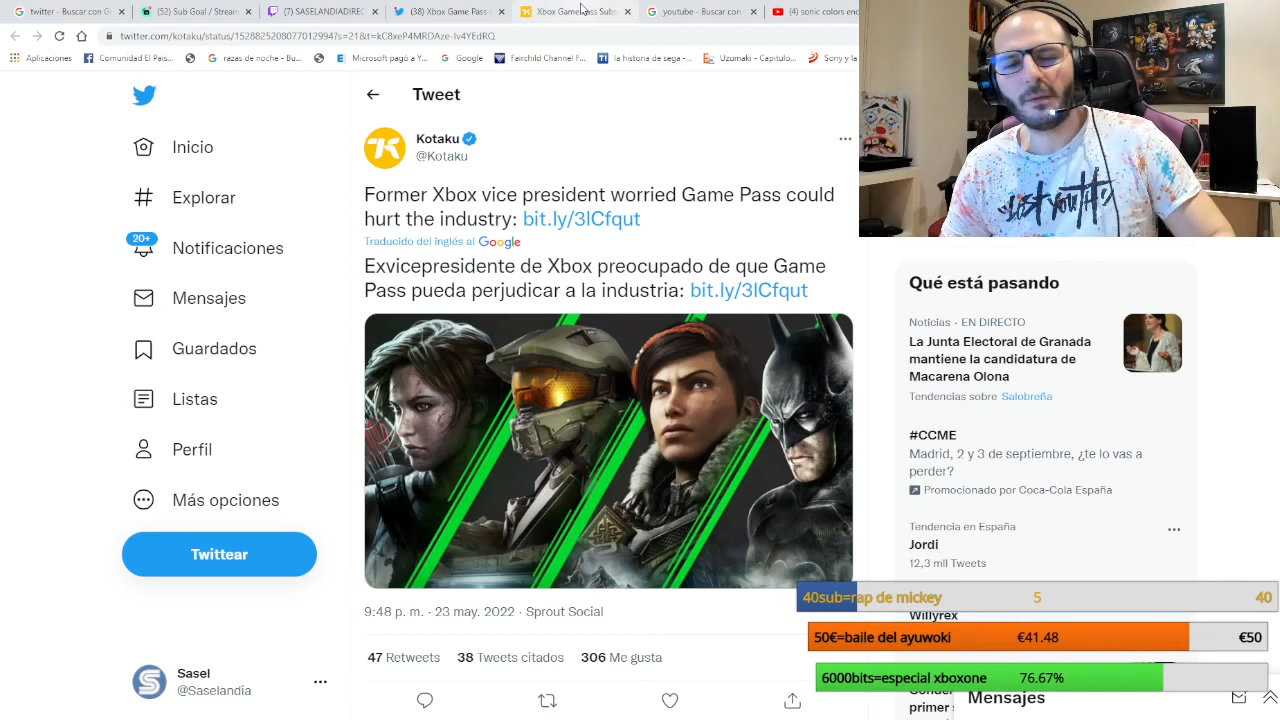 twitter - Buscar con G
(52) Sub Goal / Stream
(7) SASELANDIADIREC
(38) Xbox Game Pass
Xbox Game Pass Subs
youtube - Buscar con
(4) sonic colors enc
twitter.com/kotaku/status/1528825208077012994?s=21&t=kC8xeP4MRDAze-lv4YEdRQ
Aplicaciones
Comunidad El Pais...
razas de noche - Bu...
Microsoft pagó a Y...
Google
Fairchild Channel F...
la historia de sega -...
Uzumaki - Capitulo...
Sony y la
Tweet
Inicio
Explorar
20+
Notificaciones
Mensajes
Guardados
Listas
Perfil
Más opciones
Twittear
Sasel
@Saselandia
Kotaku
@Kotaku
Former Xbox vice president worried Game Pass could
hurt the industry: bit.ly/3lCfqut
Traducido del inglés al Google
Exvicepresidente de Xbox preocupado de que Game
Pass pueda perjudicar a la industria: bit.ly/3lCfqut
9:48 p. m. · 23 may. 2022 · Sprout Social
47 Retweets 38 Tweets citados 306 Me gusta
Qué está pasando
Noticias · EN DIRECTO
La Junta Electoral de Granada
mantiene la candidatura de
Macarena Olona
Tendencias sobre Salobreña
#CCME
Madrid, 2 y 3 de septiembre, ¿te lo vas a
perder?
Promocionado por Coca-Cola España
Tendencia en España
Jordi
12,3 mil Tweets
40sub=rap de mickey 5 40
Willyrex
50€=baile del ayuwoki €41.48 €50
6000bits=especial xboxone 76.67%
Mensajes
primer